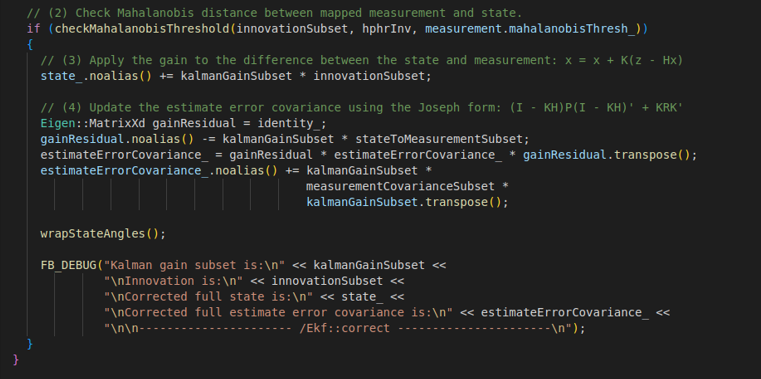 // (2) Check Mahalanobis distance between mapped measurement and state.
if (checkMahalanobisThreshold(innovationSubset, hphrInv, measurement.mahalanobisThresh_))
{
// (3) Apply the gain to the difference between the state and measurement: x = x + K(z - Hx)
state_.noalias() += kalmanGainSubset * innovationSubset;
// (4) Update the estimate error covariance using the Joseph form: (I - KH)P(I - KH)' + KRK'
Eigen::MatrixXd gainResidual = identity_;
gainResidual.noalias() -= kalmanGainSubset * stateToMeasurementSubset;
estimateErrorCovariance_ = gainResidual * estimateErrorCovariance_ * gainResidual.transpose();
estimateErrorCovariance_.noalias() += kalmanGainSubset *
measurementCovarianceSubset *
kalmanGainSubset.transpose();
wrapStateAngles();
FB_DEBUG("Kalman gain subset is:\n" << kalmanGainSubset <<
"\nInnovation is:\n" << innovationSubset <<
"\nCorrected full state is:\n" << state_ <<
"\nCorrected full estimate error covariance is:\n" << estimateErrorCovariance_ <<
"\n\n---------------------- /Ekf::correct ----------------------\n");
}
}